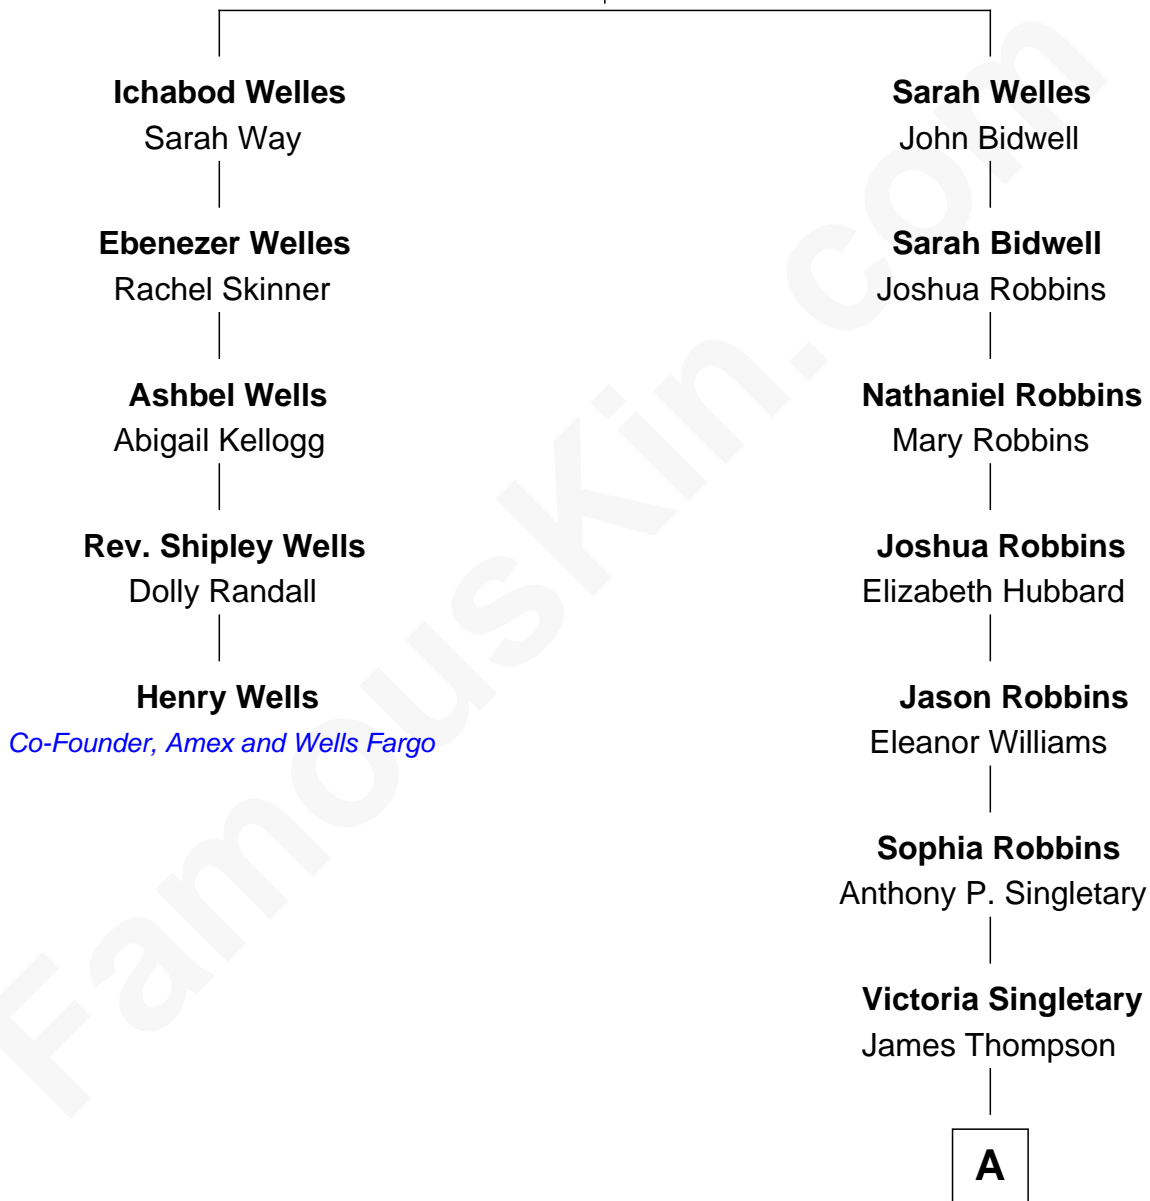 Ichabod Welles
Sarah Way
Ebenezer Welles
Rachel Skinner
Ashbel Wells
Abigail Kellogg
Rev. Shipley Wells
Dolly Randall
Henry Wells
Co-Founder, Amex and Wells Fargo
Sarah Welles
John Bidwell
Sarah Bidwell
Joshua Robbins
Nathaniel Robbins
Mary Robbins
Joshua Robbins
Elizabeth Hubbard
Jason Robbins
Eleanor Williams
Sophia Robbins
Anthony P. Singletary
Victoria Singletary
James Thompson
A
FamousKin.com